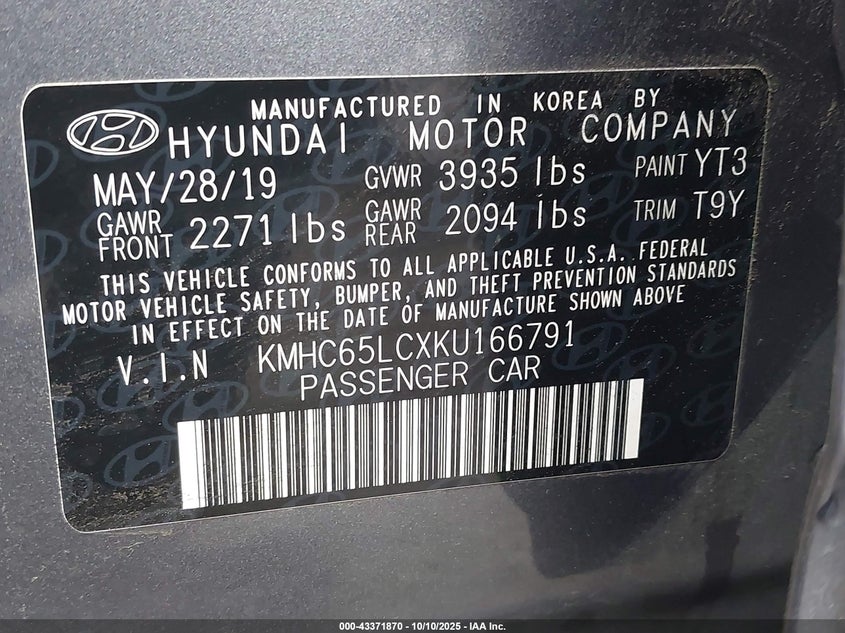 MANUFACTURED IN KOREA BY
HYUNDAI MOTOR COMPANY
MAY/28/19 GVWR 3935 lbs PAINT YT3
GAWR FRONT 2271 lbs GAWR REAR 2094 lbs TRIM T9Y
THIS VEHICLE CONFORMS TO ALL APPLICABLE U.S.A. FEDERAL
MOTOR VEHICLE SAFETY, BUMPER, AND THEFT PREVENTION STANDARDS
IN EFFECT ON THE DATE OF MANUFACTURE SHOWN ABOVE
V.I.N KMHC65LCXKU166791
PASSENGER CAR
000-43371870 - 10/10/2025 - IAA Inc.